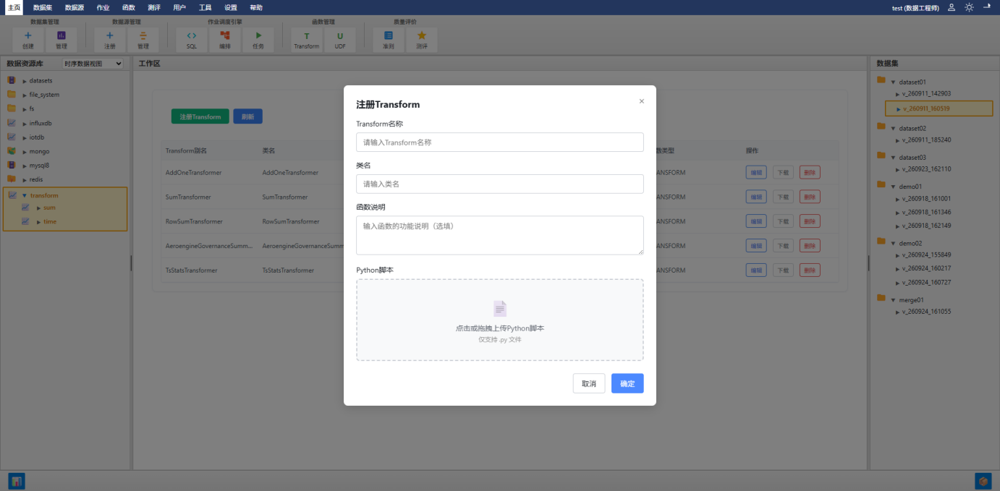 主页 数据集 数据源 作业 函数 测评 用户 工具 设置 帮助 test (数据工程师)
数据集管理 数据源管理 作业调度引擎 函数管理 质量评价
创建 管理 注册 管理 SQL 编排 任务 T Transform U UDF 准则 测评
数据资源库 时序数据视图 工作区 数据集
datasets
file_system
fs
influxdb
iotdb
mongo
mysql8
redis
transform
sum
time
注册Transform 刷新
Transform别名 类名 数类型 操作
AddOneTransformer AddOneTransformer ANSFORM 编辑 下载 删除
SumTransformer SumTransformer ANSFORM 编辑 下载 删除
RowSumTransformer RowSumTransformer ANSFORM 编辑 下载 删除
AeroengineGovernanceSumm... AeroengineGovernanceSumm ANSFORM 编辑 下载 删除
TsStatsTransformer TsStatsTransformer ANSFORM 编辑 下载 删除
注册Transform ×
Transform名称
请输入Transform名称
类名
请输入类名
函数说明
输入函数的功能说明（选填）
Python脚本
点击或拖拽上传Python脚本
仅支持 .py 文件
取消 确定
dataset01
v_260911_142903
v_260911_160519
dataset02
v_260911_185240
dataset03
v_260923_162110
demo01
v_260918_161001
v_260918_161346
v_260918_162149
demo02
v_260924_155849
v_260924_160217
v_260924_160727
merge01
v_260924_161055